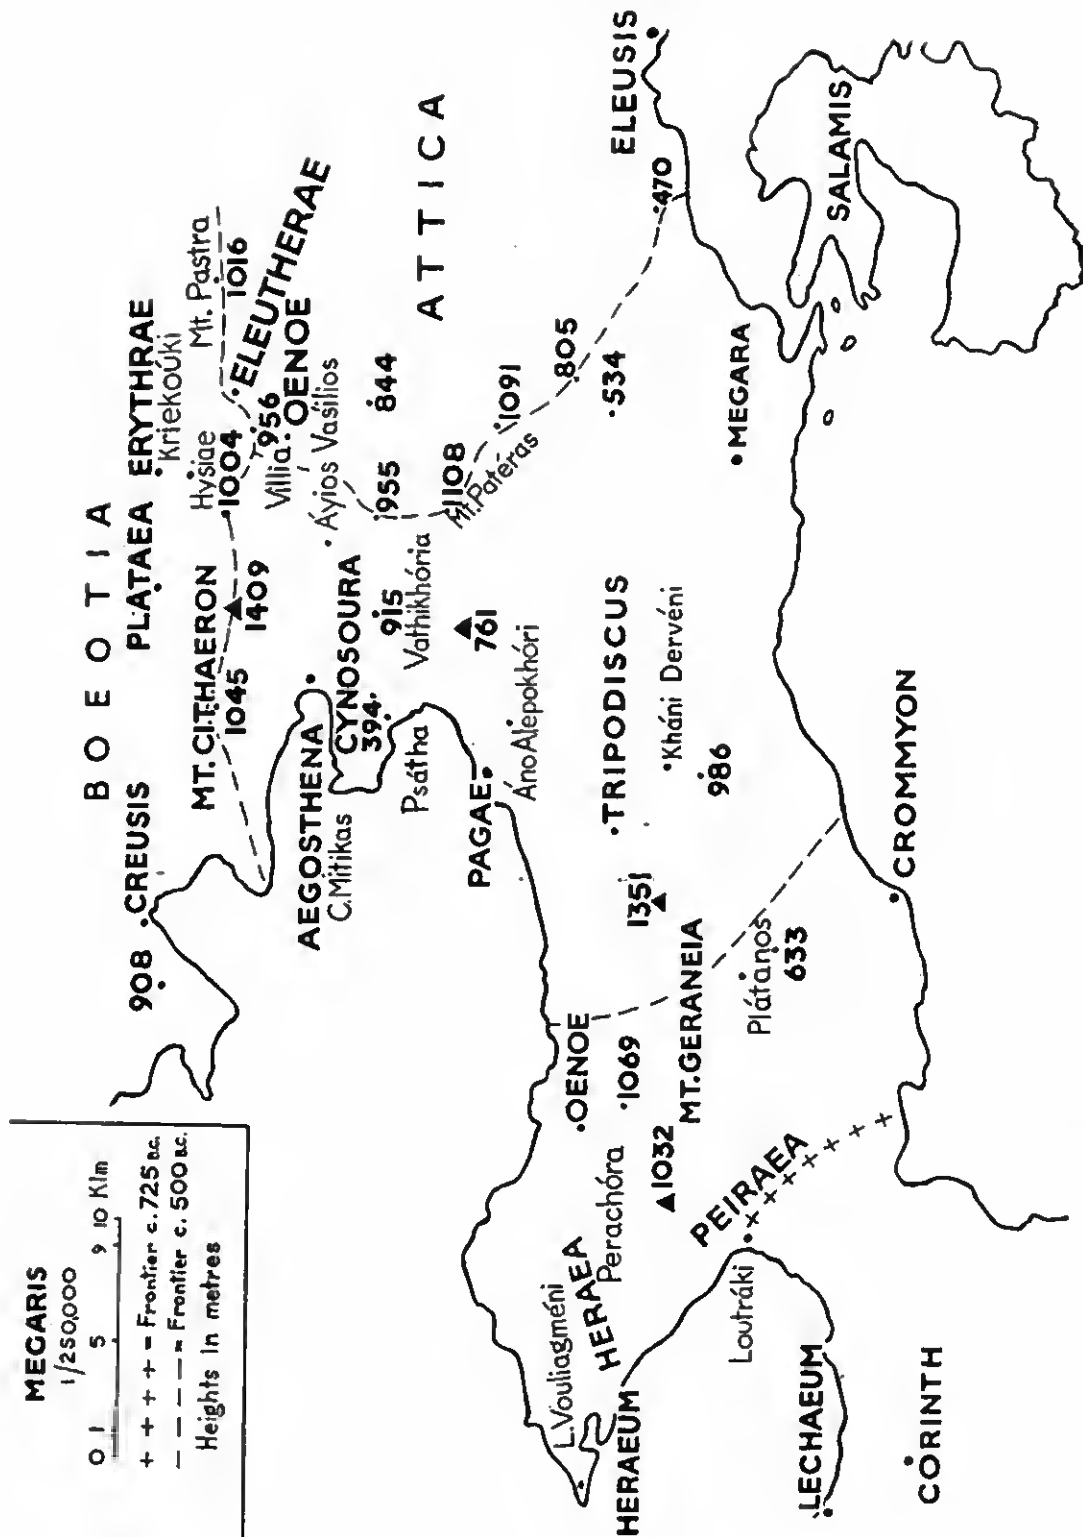 MEGARIS
1/250,000
0 1 5 9 10 Klm
+ + + + = Frontier c. 725 B.C.
— — — = Frontier c. 500 B.C.
Heights in metres
BOEOTIA
908
CREUSIS
PLATAEA
ERYTHRAE
Kriekoúki
MT. CITHAERON
1045
1409
Hysiae
1004
Mt. Pastra
1016
ELEUTHERAE
956
Villia
OENOE
AEGOSTHENA
C. Mitikas
CYNOSOURA
394
Áyios Vasílios
955
844
ATTICA
915
Psátha
Vathikhória
PAGAE
761
Áno Alepokhóri
1108
Mt. Patéras
1091
805
534
470
ELEUSIS
L. Vouliagméni
HERAEUM
HERAEA
Perachóra
OENOE
1069
1032
MT. GERANEIA
1351
TRIPODISCUS
Kháni Dervéni
986
MEGARA
SALAMIS
PEIRAEA
Loutráki
Plátanos
633
LECHAEUM
CORINTH
CROMMYON